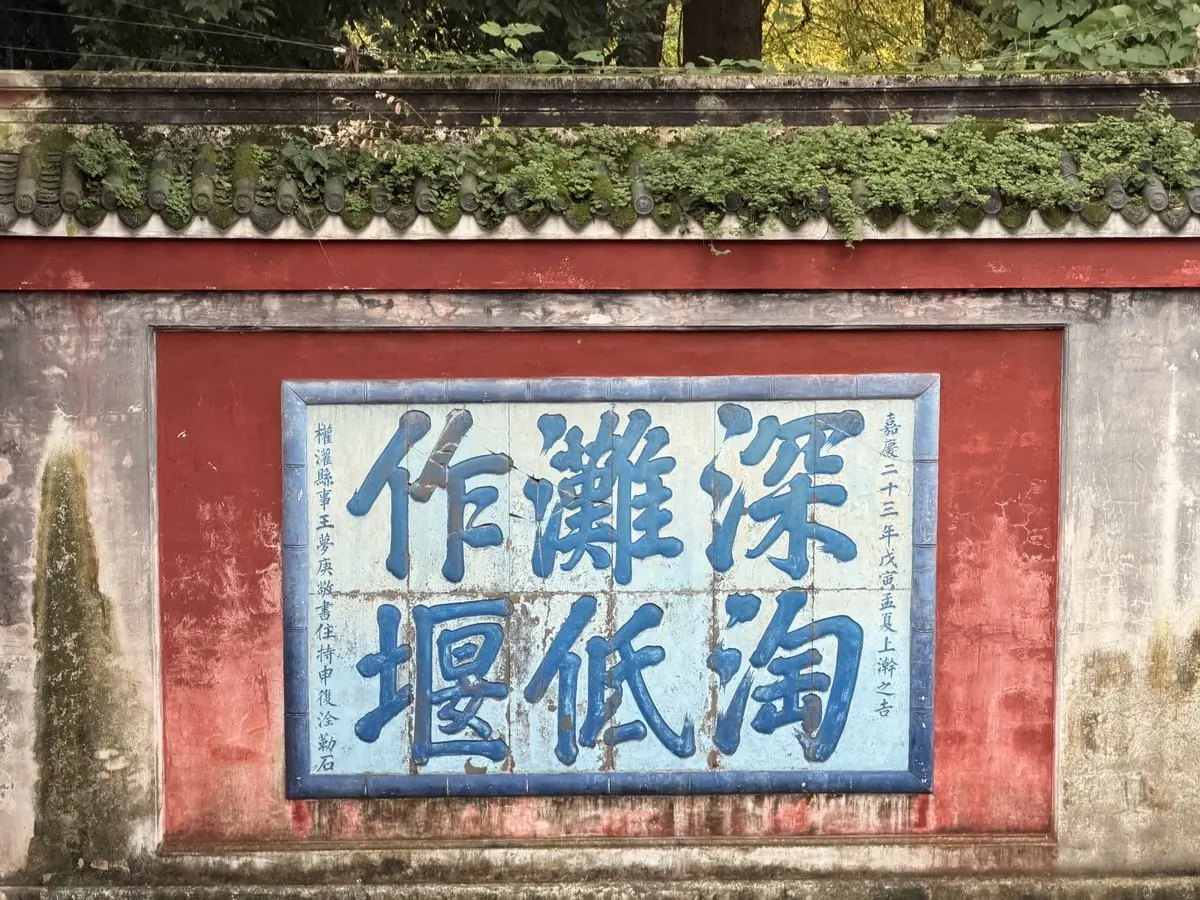 嘉慶二十三年戊寅孟夏上澣之吉
深淘
灘低
作堰
權灌縣事王夢庚敬書住持申復淦勒石